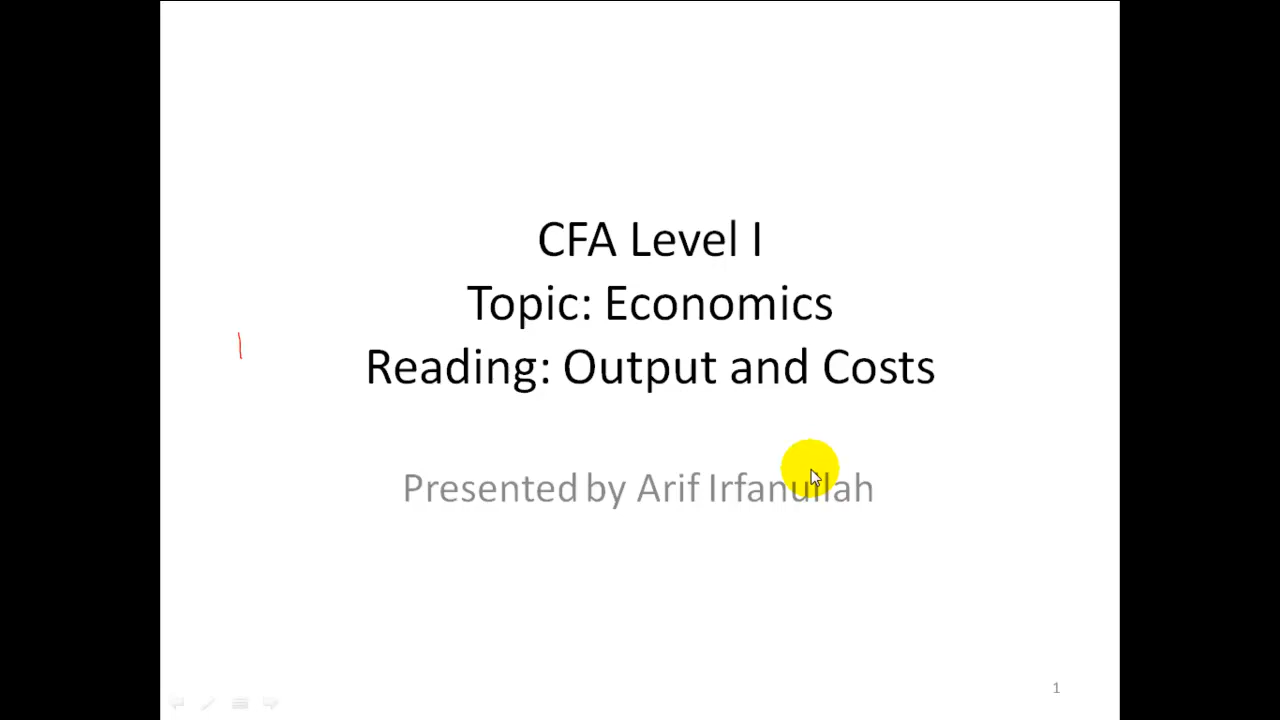 CFA Level I
Topic: Economics
Reading: Output and Costs
Presented by Arif Irfanullah
1